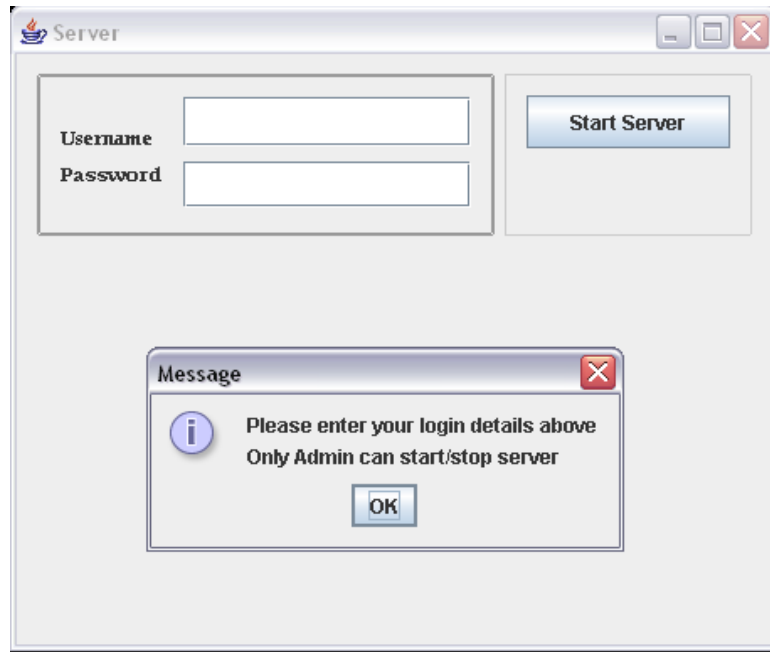 Server
Username
Password
Start Server
Message
Please enter your login details above
Only Admin can start/stop server
OK